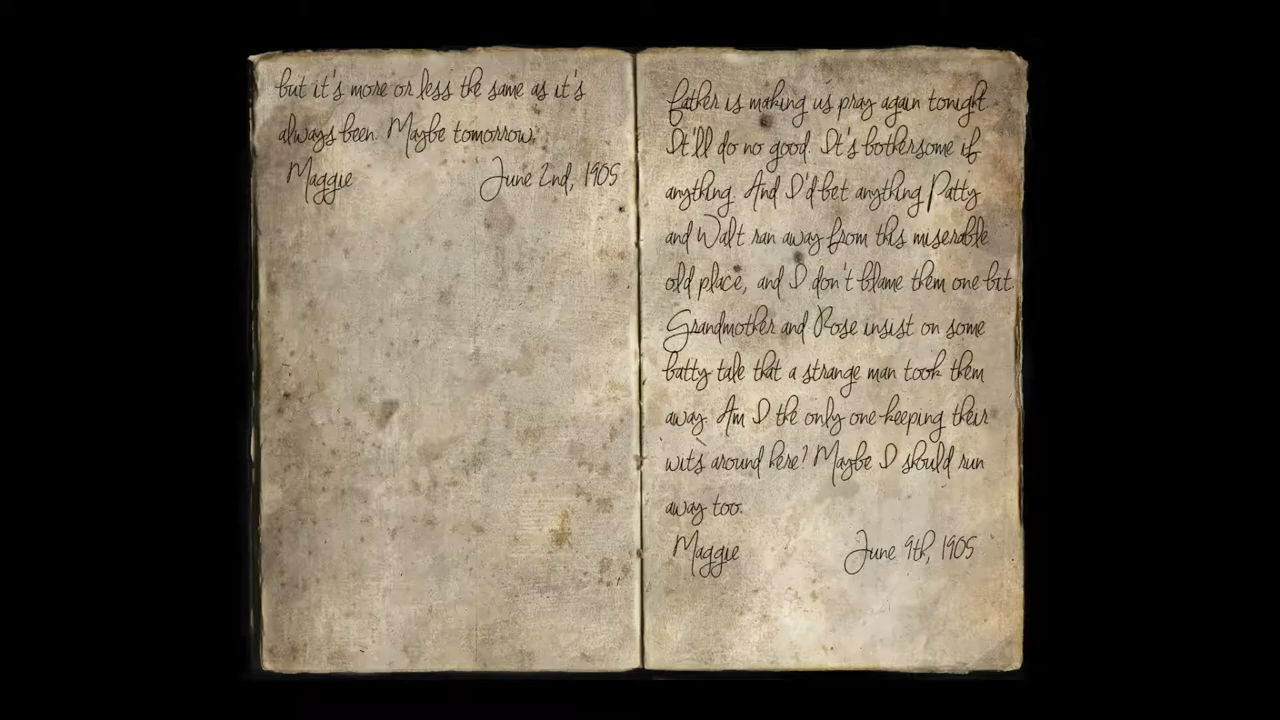 but it's more or less the same as it's
always been. Maybe tomorrow.
Maggie June 2nd, 1905
Father is making us pray again tonight.
It'll do no good. It's bothersome if
anything. And I'd bet anything Patty
and Walt ran away from this miserable
old place, and I don't blame them one bit.
Grandmother and Rose insist on some
batty tale that a strange man took them
away. Am I the only one keeping their
wits around here? Maybe I should run
away too.
Maggie June 9th, 1905